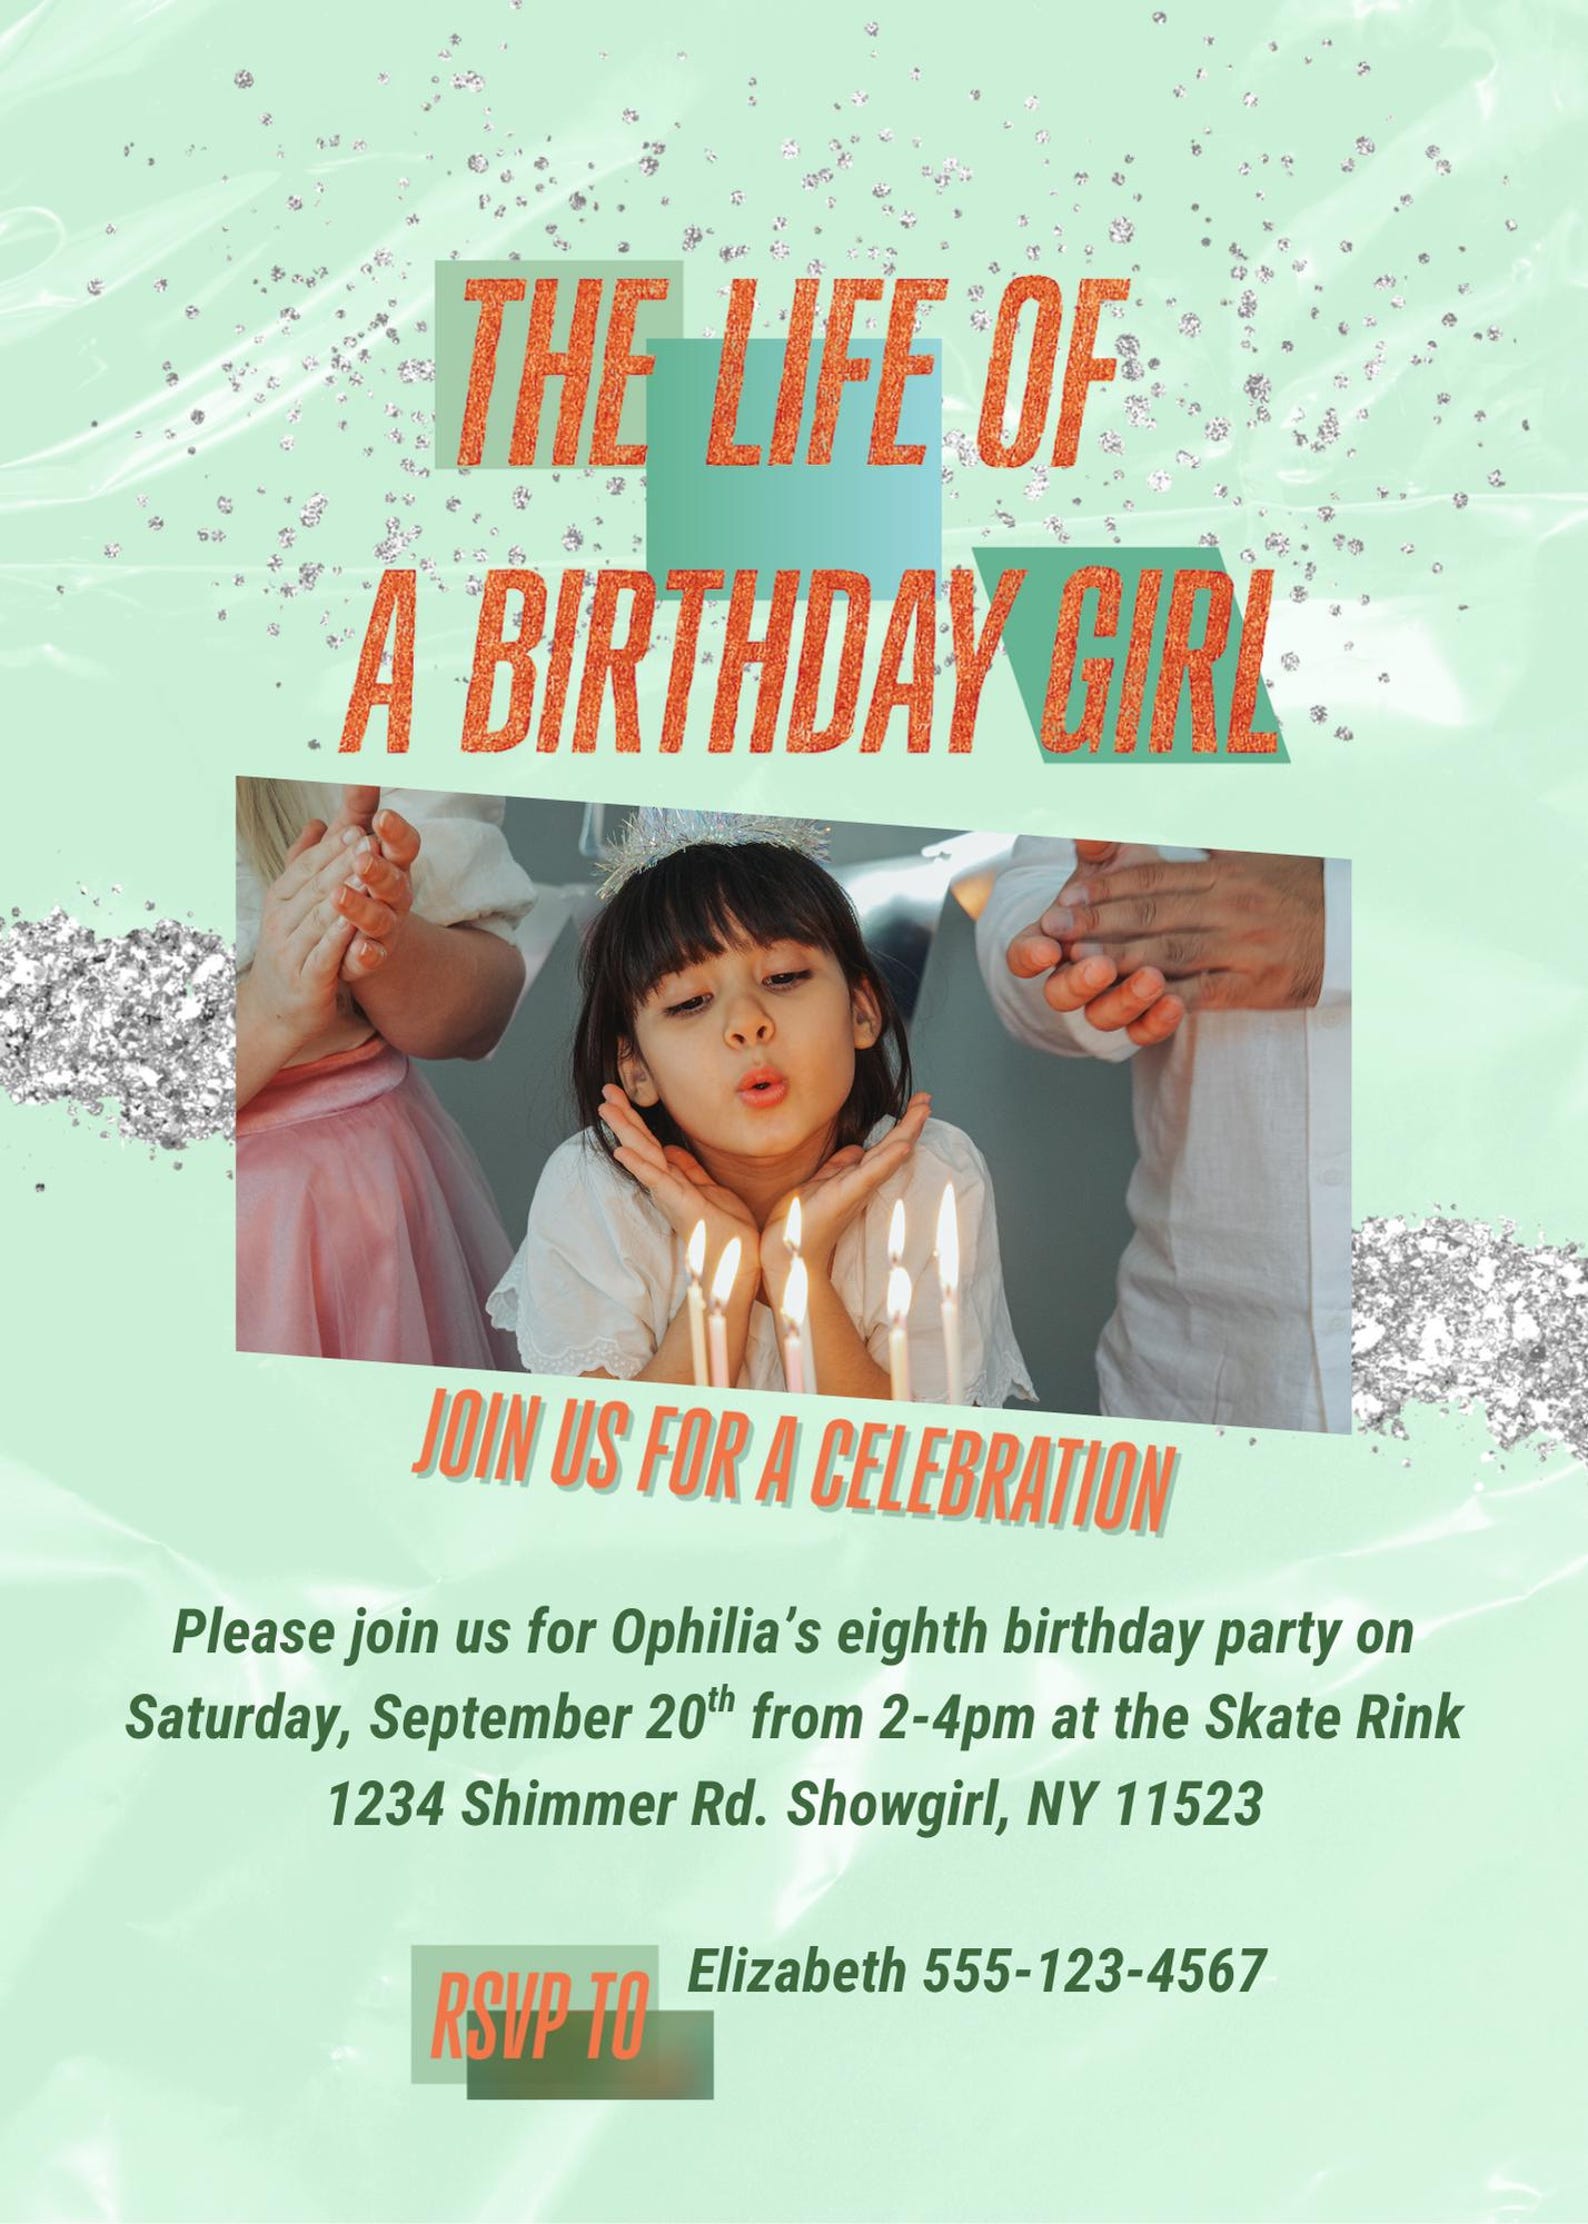 THE LIFE OF
A BIRTHDAY GIRL
JOIN US FOR A CELEBRATION
Please join us for Ophilia’s eighth birthday party on
Saturday, September 20th from 2-4pm at the Skate Rink
1234 Shimmer Rd. Showgirl, NY 11523
RSVP TO Elizabeth 555-123-4567